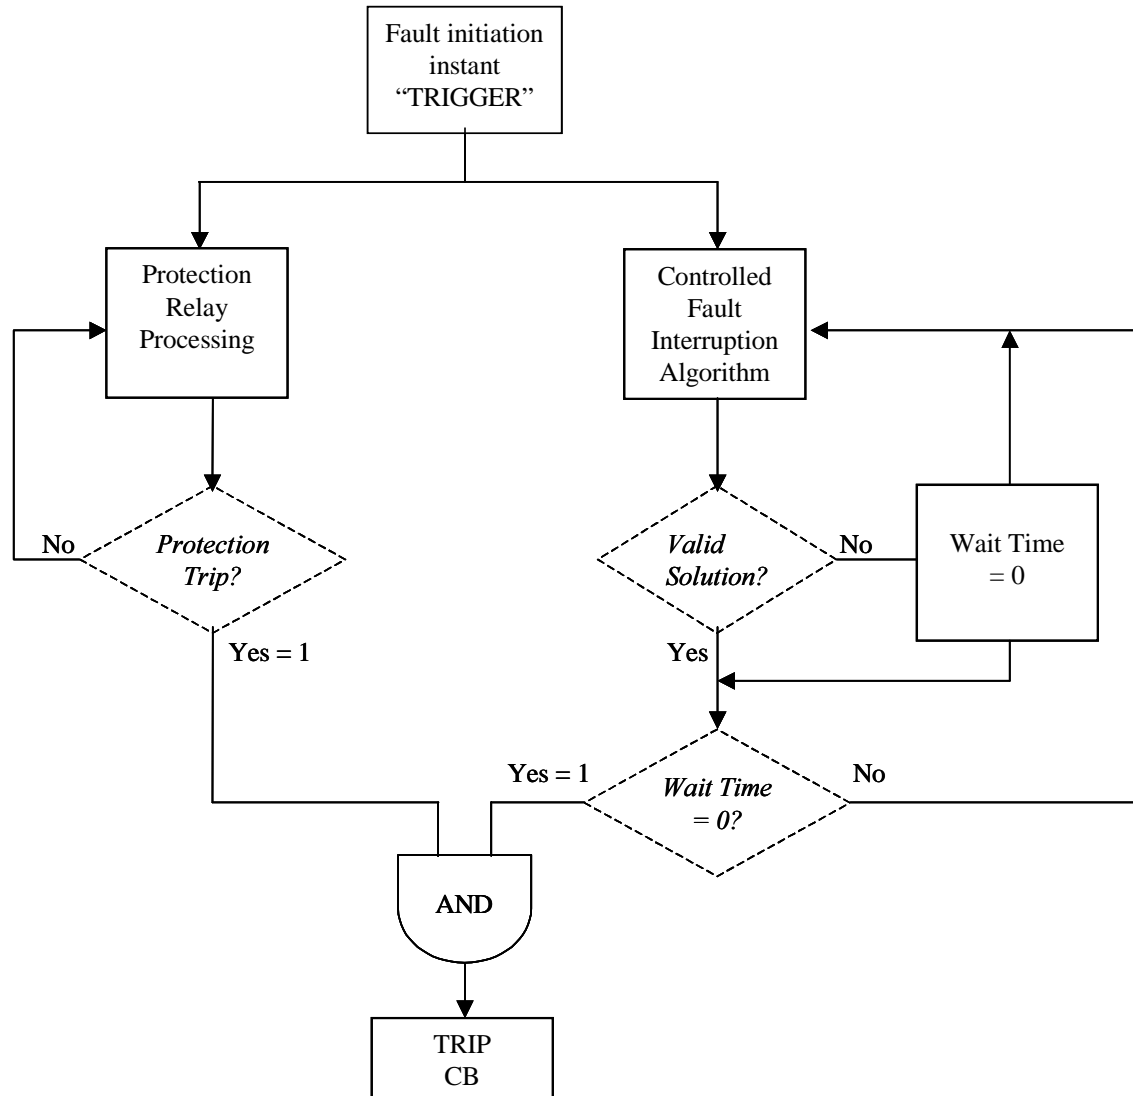 Fault initiation
instant
“TRIGGER”
Protection
Relay
Processing
Controlled
Fault
Interruption
Algorithm
No
Protection
Trip?
Valid
Solution?
No
Wait Time
= 0
Yes = 1
Yes
Yes = 1
Wait Time
= 0?
No
AND
TRIP
CB